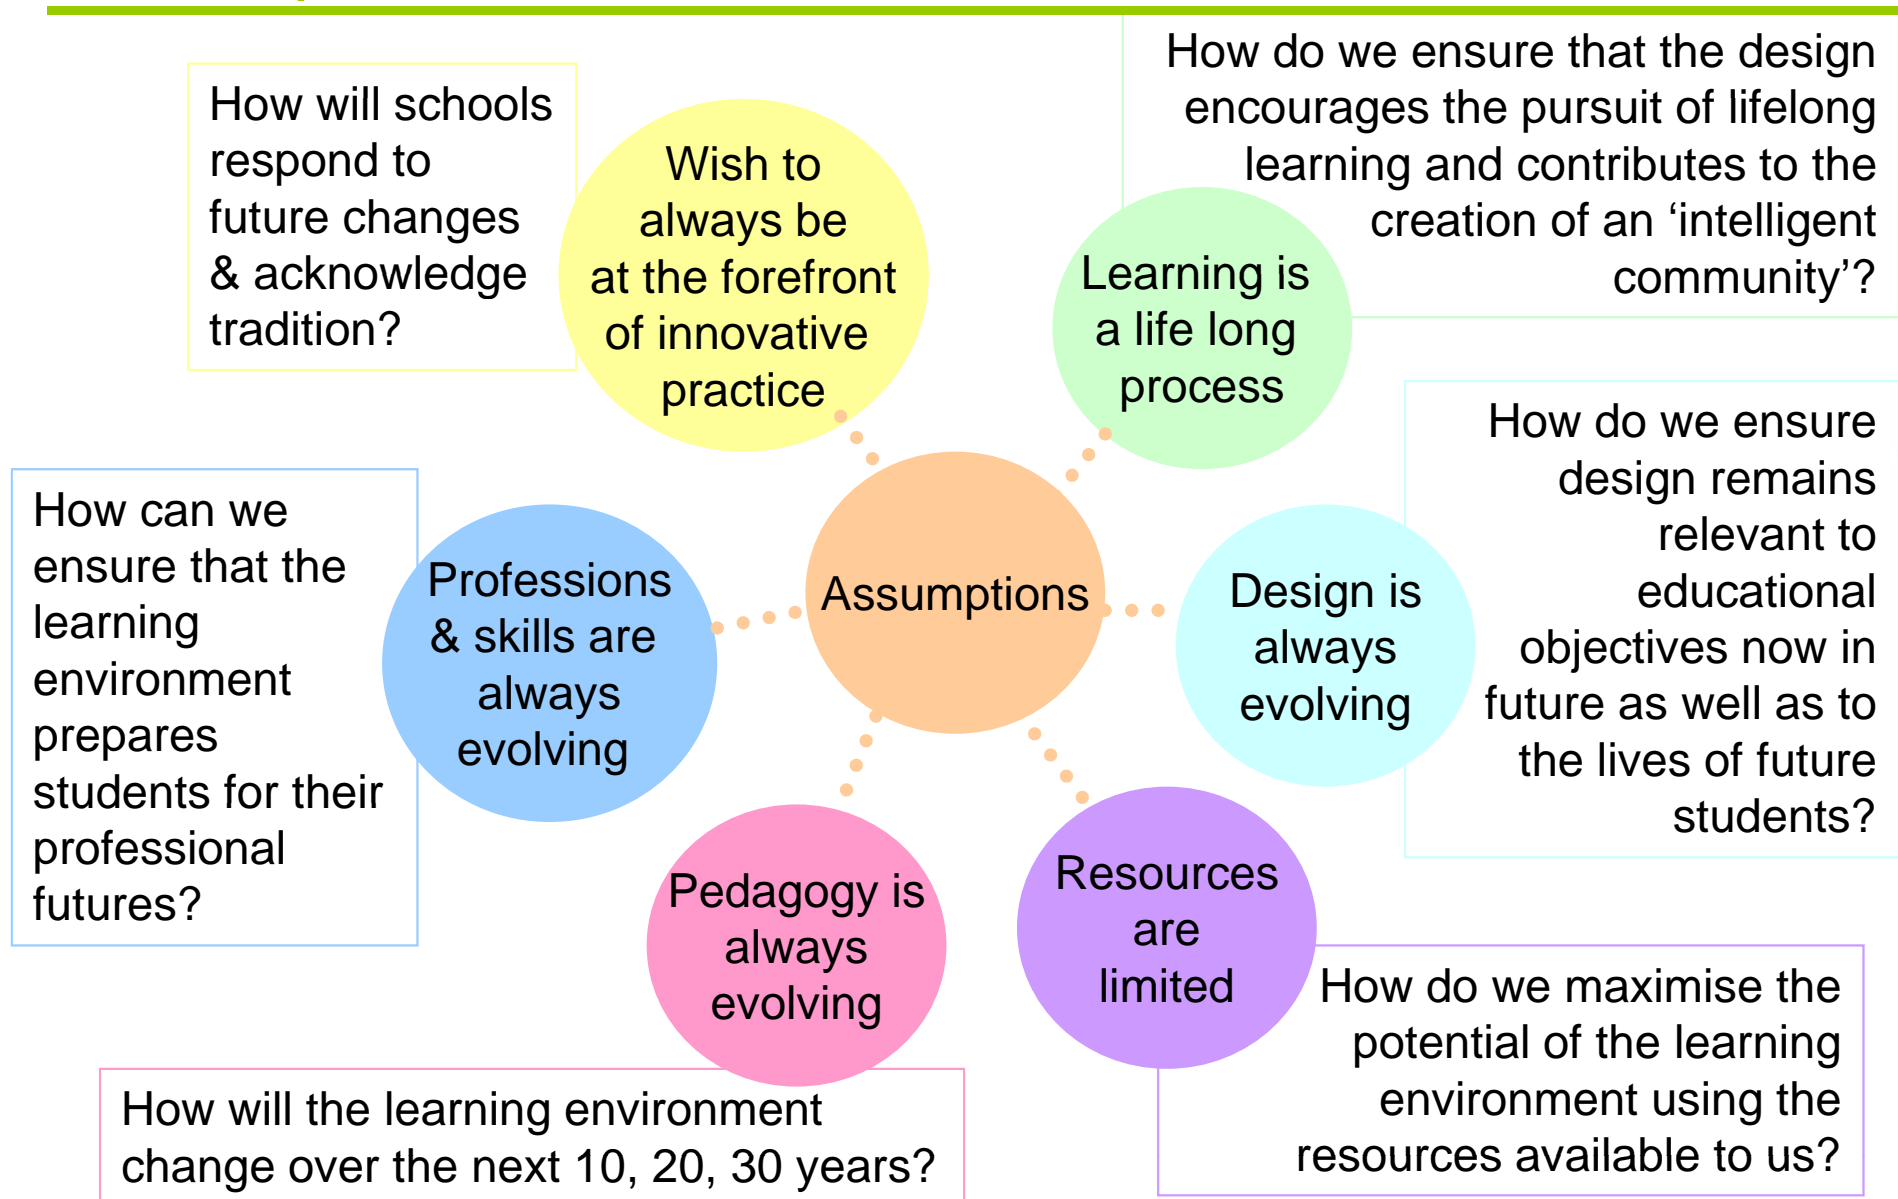 How will schools
respond to
future changes
& acknowledge
tradition?
Wish to
always be
at the forefront
of innovative
practice
How do we ensure that the design
encourages the pursuit of lifelong
learning and contributes to the
creation of an ‘intelligent
community’?
Learning is
a life long
process
How can we
ensure that the
learning
environment
prepares
students for their
professional
futures?
Professions
& skills are
always
evolving
Assumptions
Design is
always
evolving
How do we ensure
design remains
relevant to
educational
objectives now in
future as well as to
the lives of future
students?
Pedagogy is
always
evolving
Resources
are
limited
How will the learning environment
change over the next 10, 20, 30 years?
How do we maximise the
potential of the learning
environment using the
resources available to us?